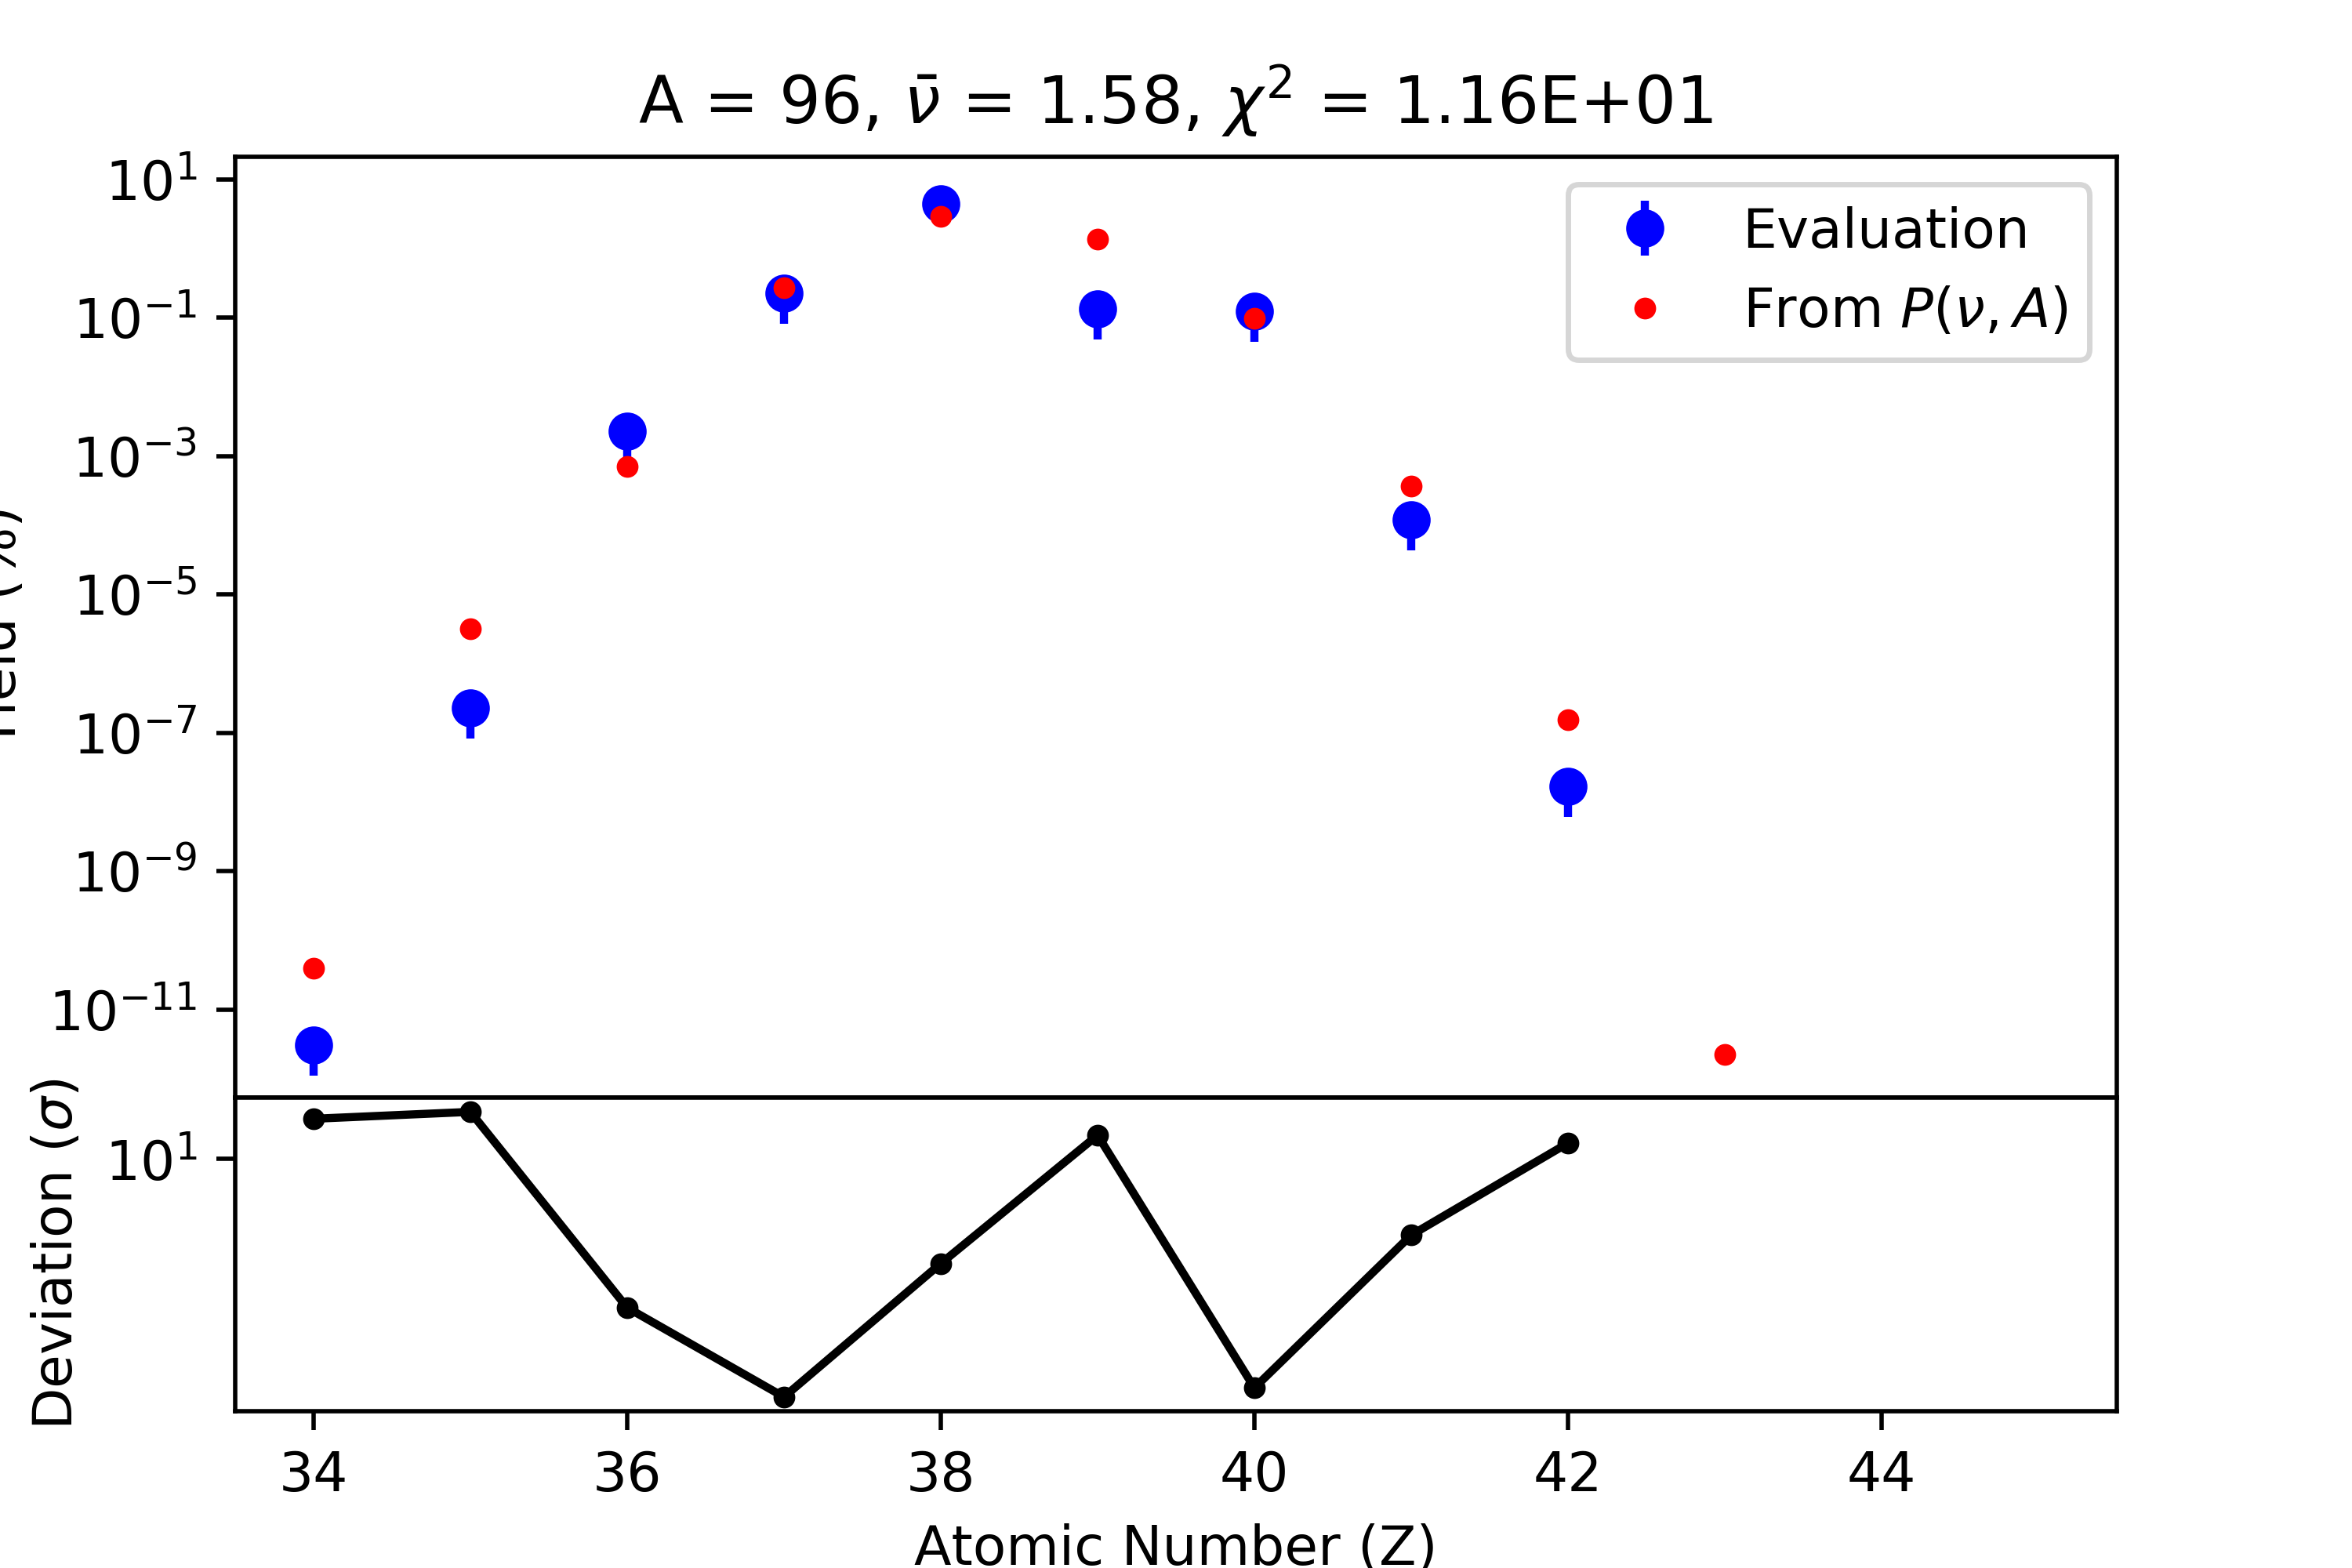 A = 96, ν̄ = 1.58, χ² = 1.16E+01
10¹
10⁻¹
10⁻³
10⁻⁵
10⁻⁷
10⁻⁹
10⁻¹¹
Evaluation
From P(ν, A)
(%)
Deviation (σ)
10¹
34 36 38 40 42 44
Atomic Number (Z)